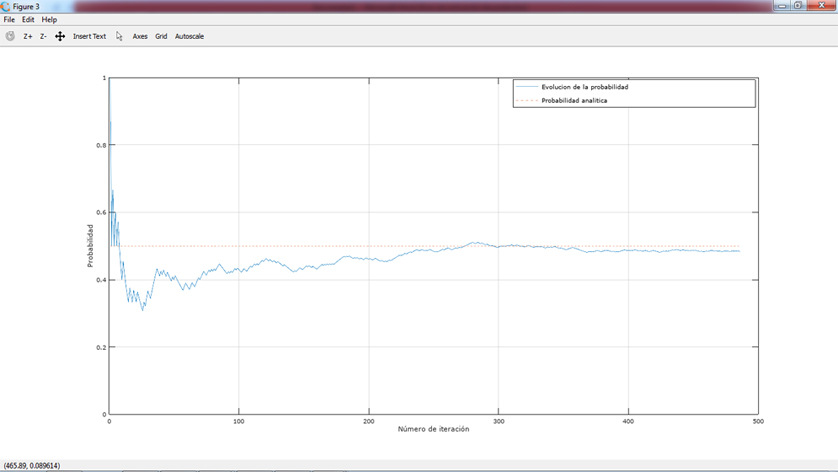 Figure 3
File Edit Help
Z+ Z- Insert Text Axes Grid Autoscale
Evolucion de la probabilidad
Probabilidad analitica
1
0.8
0.6
0.4
0.2
0
Probabilidad
0 100 200 300 400 500
Número de iteración
(465.89, 0.089614)